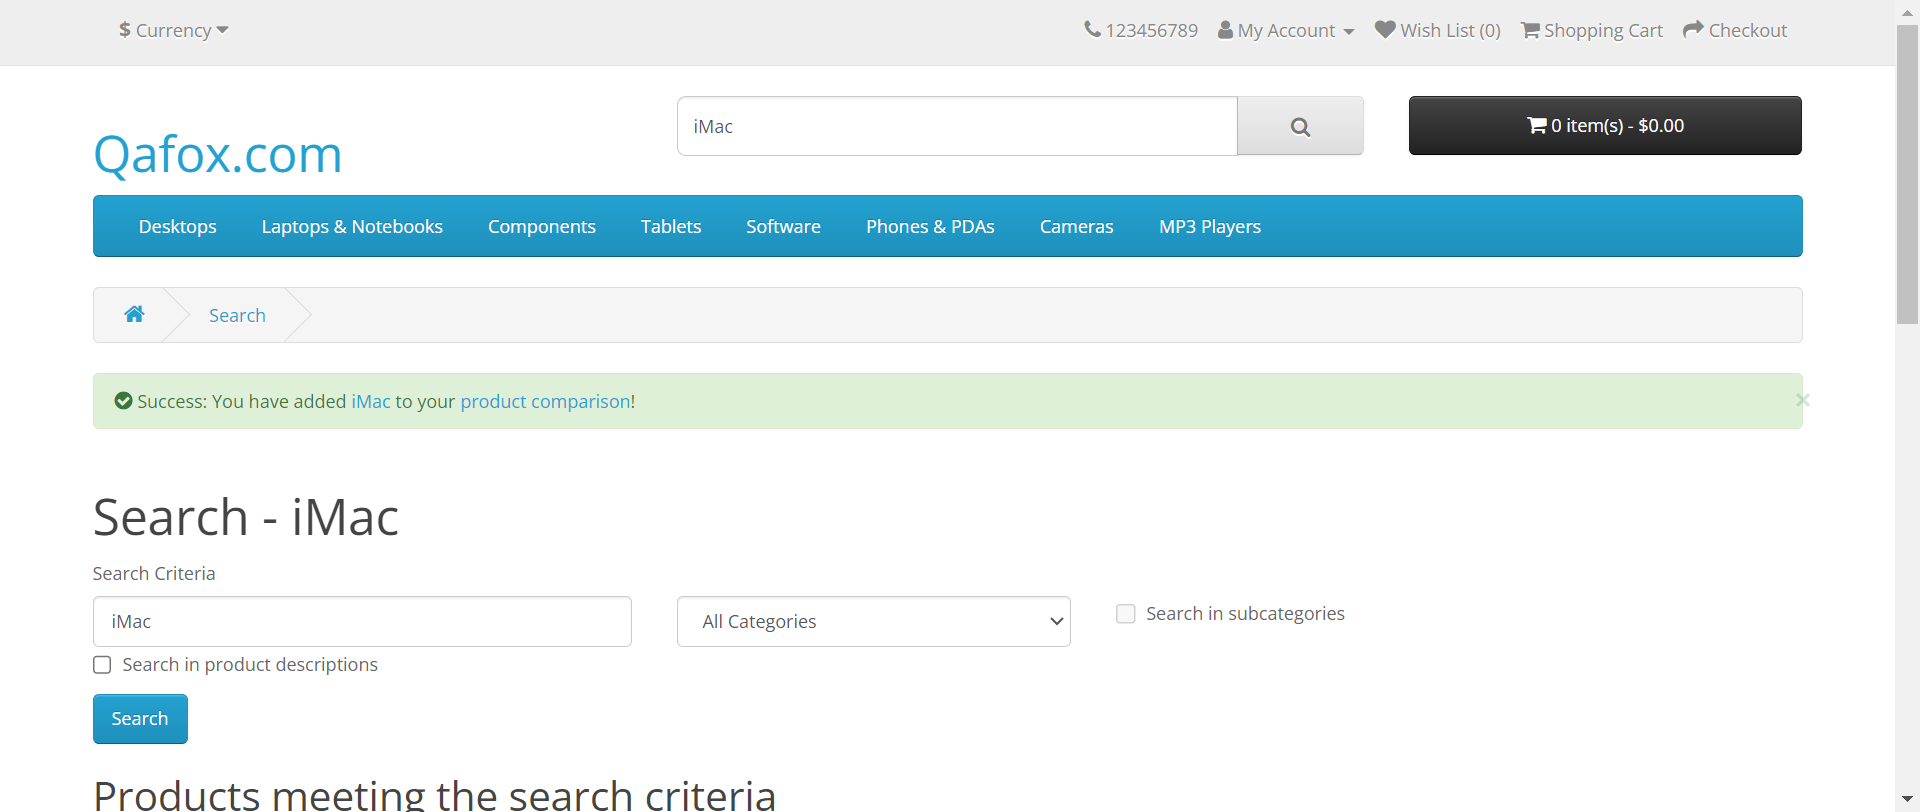 $ Currency
123456789 My Account Wish List (0) Shopping Cart Checkout
iMac
0 item(s) - $0.00
Qafox.com
Desktops Laptops & Notebooks Components Tablets Software Phones & PDAs Cameras MP3 Players
Search
Success: You have added iMac to your product comparison!
×
Search - iMac
Search Criteria
iMac
All Categories
Search in subcategories
Search in product descriptions
Search
Products meeting the search criteria